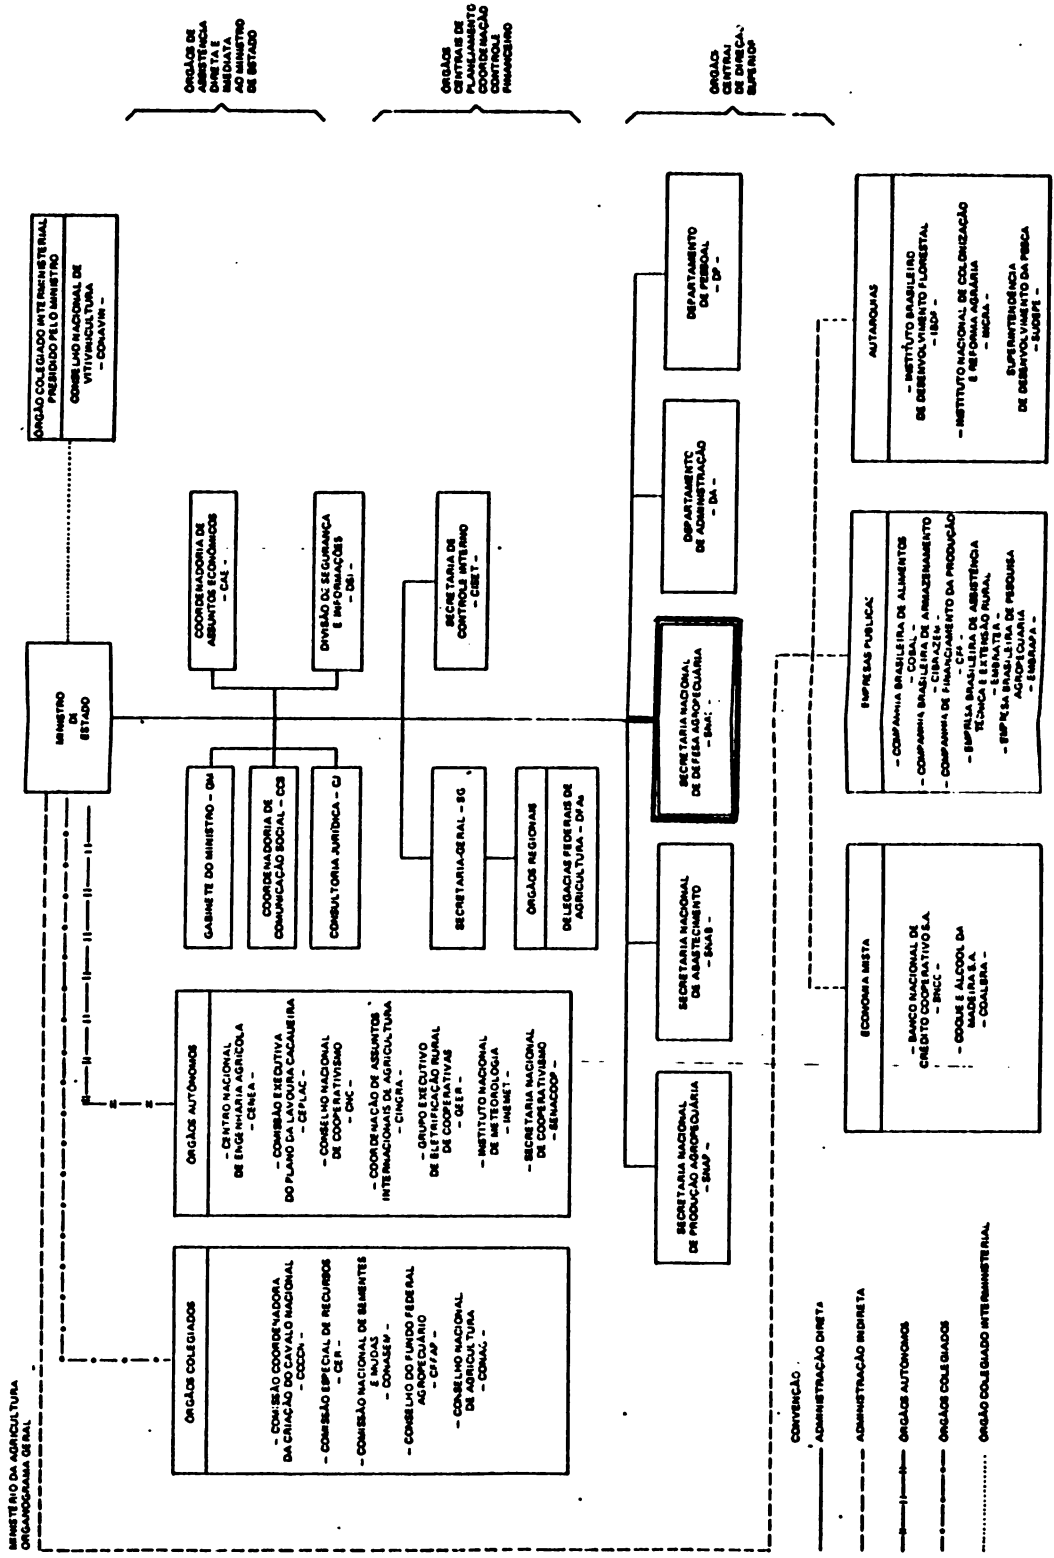 MINISTÉRIO DA AGRICULTURA
ORGANOGRAMA GERAL
MINISTRO
DE
ESTADO
ÓRGÃO COLEGIADO INTERMINISTERIAL
PRESIDIDO PELO MINISTRO
CONSELHO NACIONAL DE
VITIVINICULTURA
– CONAVIN –
ÓRGÃOS COLEGIADOS
– COMISSÃO COORDENADORA
DA CRIAÇÃO DO CAVALO NACIONAL
– CCCCN –
– COMISSÃO ESPECIAL DE RECURSOS
– CER –
– COMISSÃO NACIONAL DE SEMENTES
E MUDAS
– CONASEM –
– CONSELHO DO FUNDO FEDERAL
AGROPECUÁRIO
– CFFAP –
– CONSELHO NACIONAL
DE AGRICULTURA
– CONAG –
ÓRGÃOS AUTÔNOMOS
– CENTRO NACIONAL
DE ENGENHARIA AGRÍCOLA
– CENEA –
– COMISSÃO EXECUTIVA
DO PLANO DA LAVOURA CACAUEIRA
– CEPLAC –
– CONSELHO NACIONAL
DE COOPERATIVISMO
– CNC –
– COORDENAÇÃO DE ASSUNTOS
INTERNACIONAIS DE AGRICULTURA
– CINGRA –
– GRUPO EXECUTIVO
DE ELETRIFICAÇÃO RURAL
DE COOPERATIVAS
– GEER –
– INSTITUTO NACIONAL
DE METEOROLOGIA
– INEMET –
– SECRETARIA NACIONAL
DE COOPERATIVISMO
– SENACOOP –
GABINETE DO MINISTRO – GM
COORDENADORIA DE
COMUNICAÇÃO SOCIAL – CCS
CONSULTORIA JURÍDICA – CJ
COORDENADORIA DE
ASSUNTOS ECONÔMICOS
– CAE –
DIVISÃO DE SEGURANÇA
E INFORMAÇÕES
– DSI –
ÓRGÃOS DE
ASSISTÊNCIA
DIRETA E
IMEDIATA
AO MINISTRO
DE ESTADO
SECRETARIA-GERAL – SG
ÓRGÃOS REGIONAIS
DELEGACIAS FEDERAIS DE
AGRICULTURA – DFAs
SECRETARIA DE
CONTROLE INTERNO
– CISET –
ÓRGÃOS
CENTRAIS DE
PLANEJAMENTO
COORDENAÇÃO
CONTROLE
FINANCEIRO
SECRETARIA NACIONAL
DE PRODUÇÃO AGROPECUÁRIA
– SNAP –
SECRETARIA NACIONAL
DE ABASTECIMENTO
– SNAB –
SECRETARIA NACIONAL
DE DEFESA AGROPECUÁRIA
DEPARTAMENTO
DE ADMINISTRAÇÃO
– DA –
DEPARTAMENTO
DE PESSOAL
– DP –
ÓRGÃOS
CENTRAI
DE DIREÇÃ
SUPERIOR
ECONOMIA MISTA
– BANCO NACIONAL DE
CRÉDITO COOPERATIVO S.A.
– BNCC –
– COQUE E ÁLCOOL DA
MADEIRA S.A.
– COALBRA –
EMPRESAS PÚBLICAS
– COMPANHIA BRASILEIRA DE ALIMENTOS
– COBAL –
– COMPANHIA BRASILEIRA DE ARMAZENAMENTO
– CIBRAZEM –
– COMPANHIA DE FINANCIAMENTO DA PRODUÇÃO
– CFP –
– EMPRESA BRASILEIRA DE ASSISTÊNCIA
TÉCNICA E EXTENSÃO RURAL
– EMBRATER –
– EMPRESA BRASILEIRA DE PESQUISA
AGROPECUÁRIA
– EMBRAPA –
AUTARQUIAS
– INSTITUTO BRASILEIRO
DE DESENVOLVIMENTO FLORESTAL
– IBDF –
– INSTITUTO NACIONAL DE COLONIZAÇÃO
E REFORMA AGRÁRIA
– INCRA –
SUPERINTENDÊNCIA
DE DESENVOLVIMENTO DA PESCA
– SUDEPE –
CONVENÇÃO
ADMINISTRAÇÃO DIRETA
ADMINISTRAÇÃO INDIRETA
ÓRGÃOS AUTÔNOMOS
ÓRGÃOS COLEGIADOS
ÓRGÃO COLEGIADO INTERMINISTERIAL